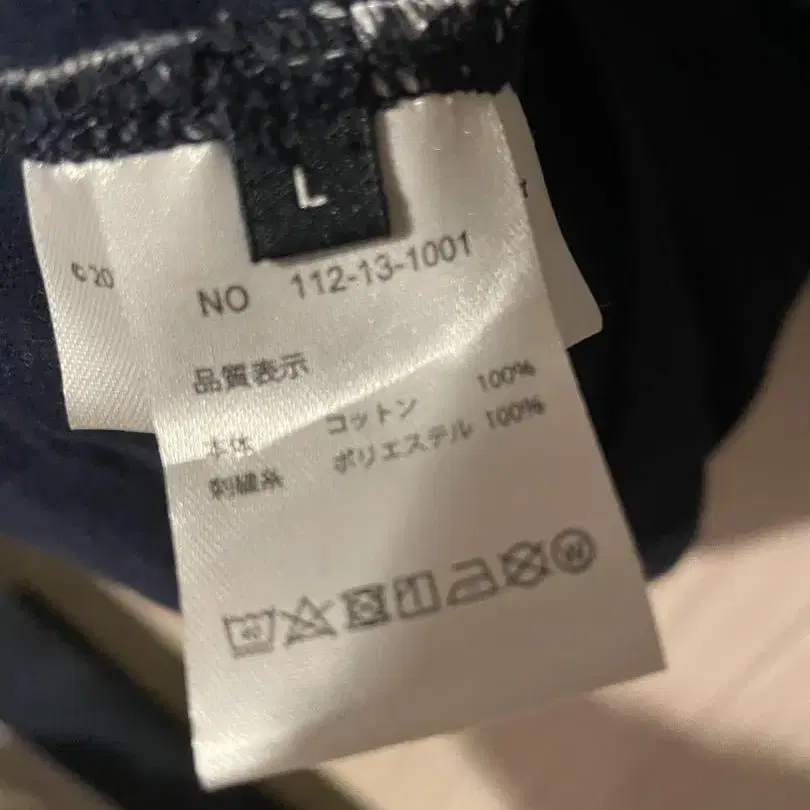 L
©20
NO 112-13-1001
品質表示
本体 コットン 100%
刺繍糸 ポリエステル 100%
W